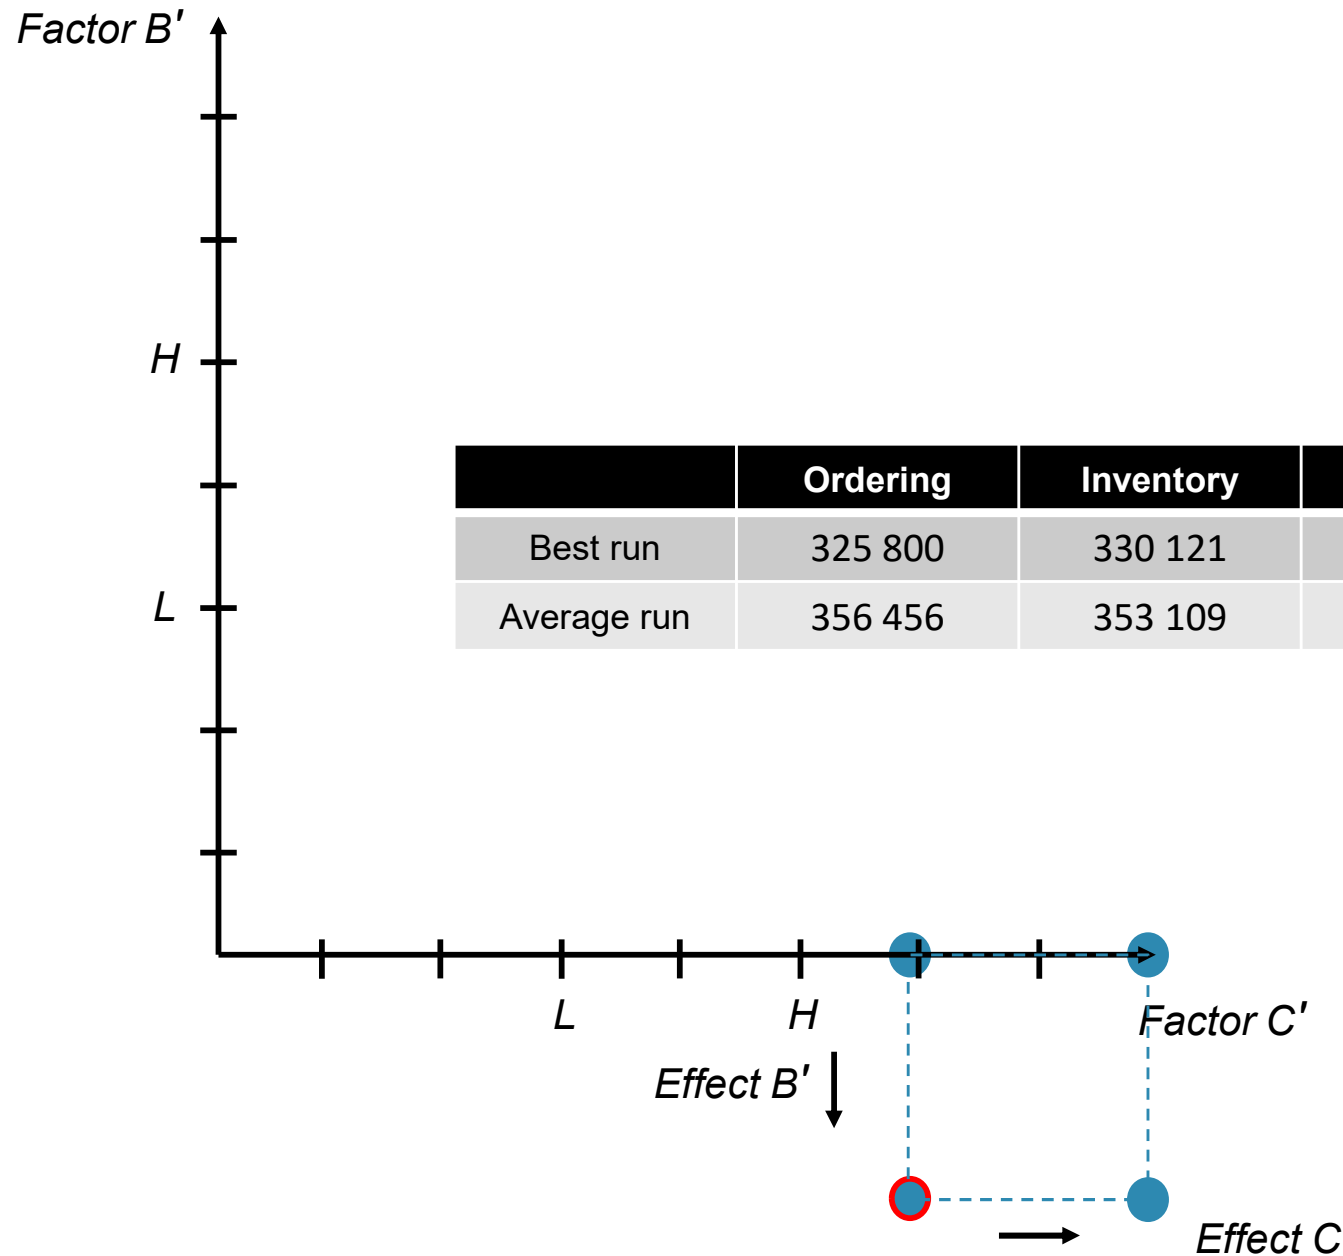 Factor B'
H
Ordering Inventory
Best run 325 800 330 121
L
Average run 356 456 353 109
L H Factor C'
Effect B'
Effect C